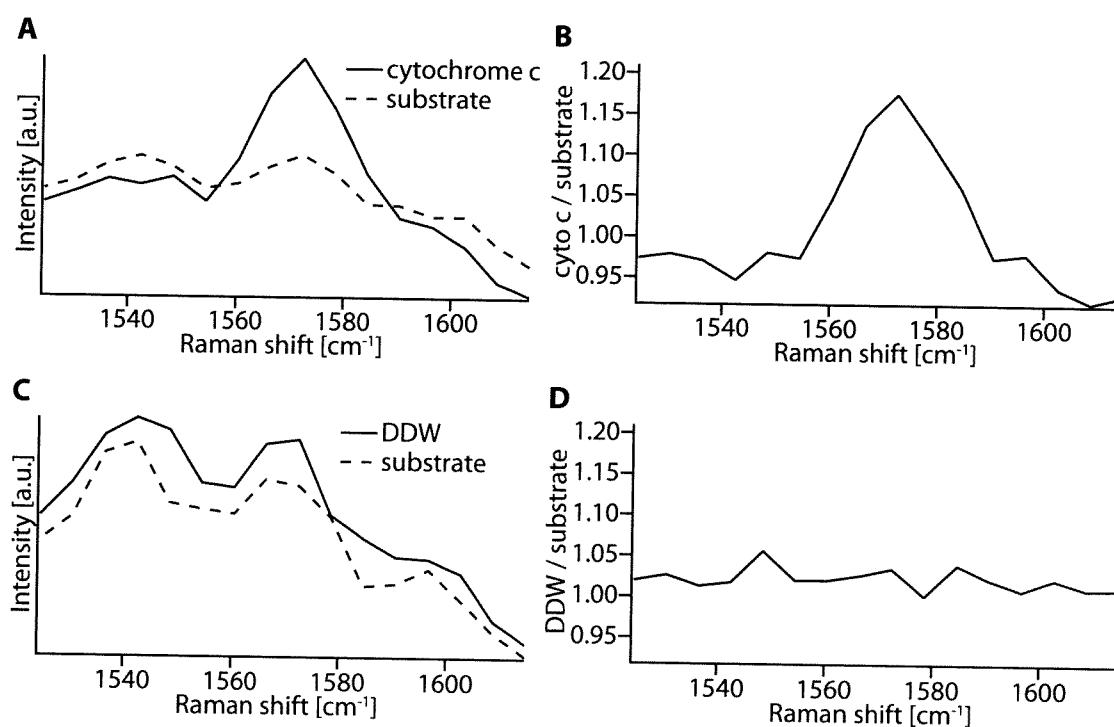 A
cytochrome c
substrate
Intensity [a.u.]
1540 1560 1580 1600
Raman shift [cm⁻¹]
B
1.20
1.15
1.10
1.05
1.00
0.95
cyto c / substrate
1540 1560 1580 1600
Raman shift [cm⁻¹]
C
DDW
substrate
Intensity [a.u.]
1540 1560 1580 1600
Raman shift [cm⁻¹]
D
1.20
1.15
1.10
1.05
1.00
0.95
DDW / substrate
1540 1560 1580 1600
Raman shift [cm⁻¹]